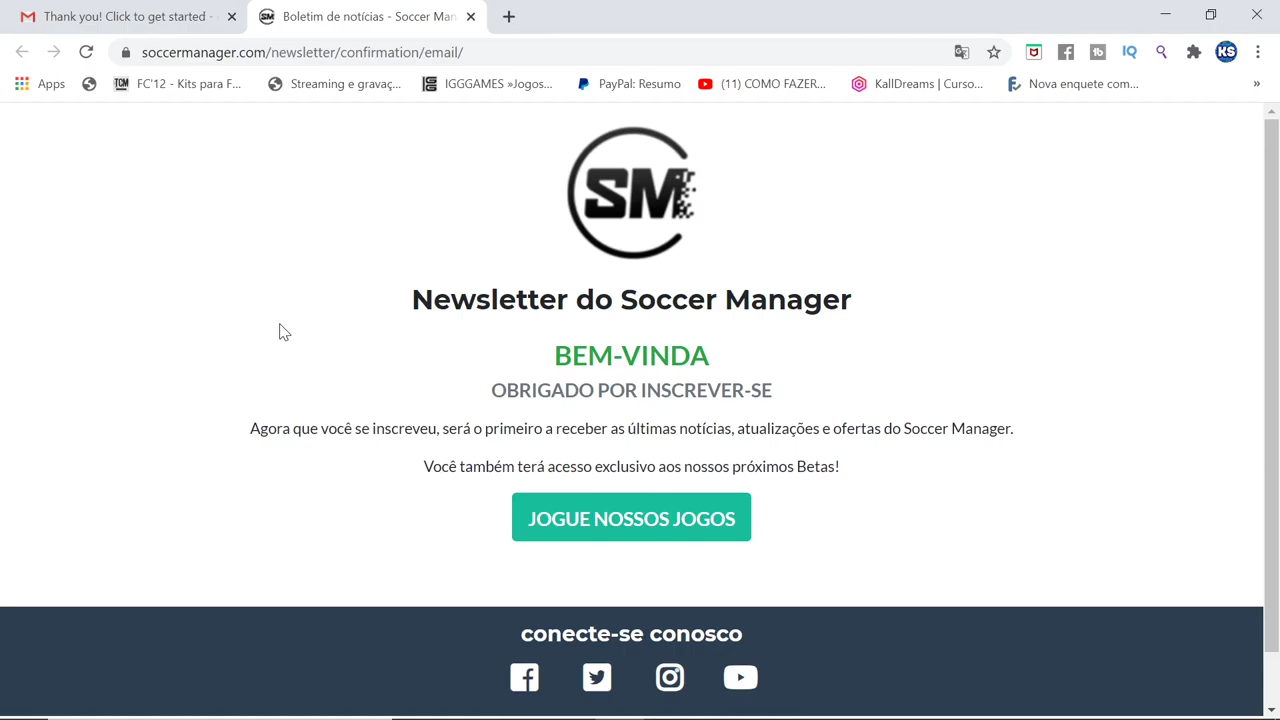 Thank you! Click to get started -
Boletim de notícias - Soccer Man
soccermanager.com/newsletter/confirmation/email/
Apps
FC'12 - Kits para F...
Streaming e gravaç...
IGGGAMES »Jogos...
PayPal: Resumo
(11) COMO FAZER...
KallDreams | Curso...
Nova enquete com...
»
SM
Newsletter do Soccer Manager
BEM-VINDA
OBRIGADO POR INSCREVER-SE
Agora que você se inscreveu, será o primeiro a receber as últimas notícias, atualizações e ofertas do Soccer Manager.
Você também terá acesso exclusivo aos nossos próximos Betas!
JOGUE NOSSOS JOGOS
conecte-se conosco